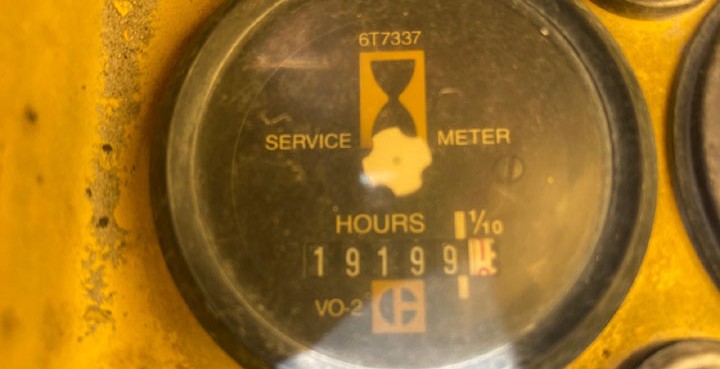 6T7337
SERVICE METER
HOURS 1/10
19199
VO-2